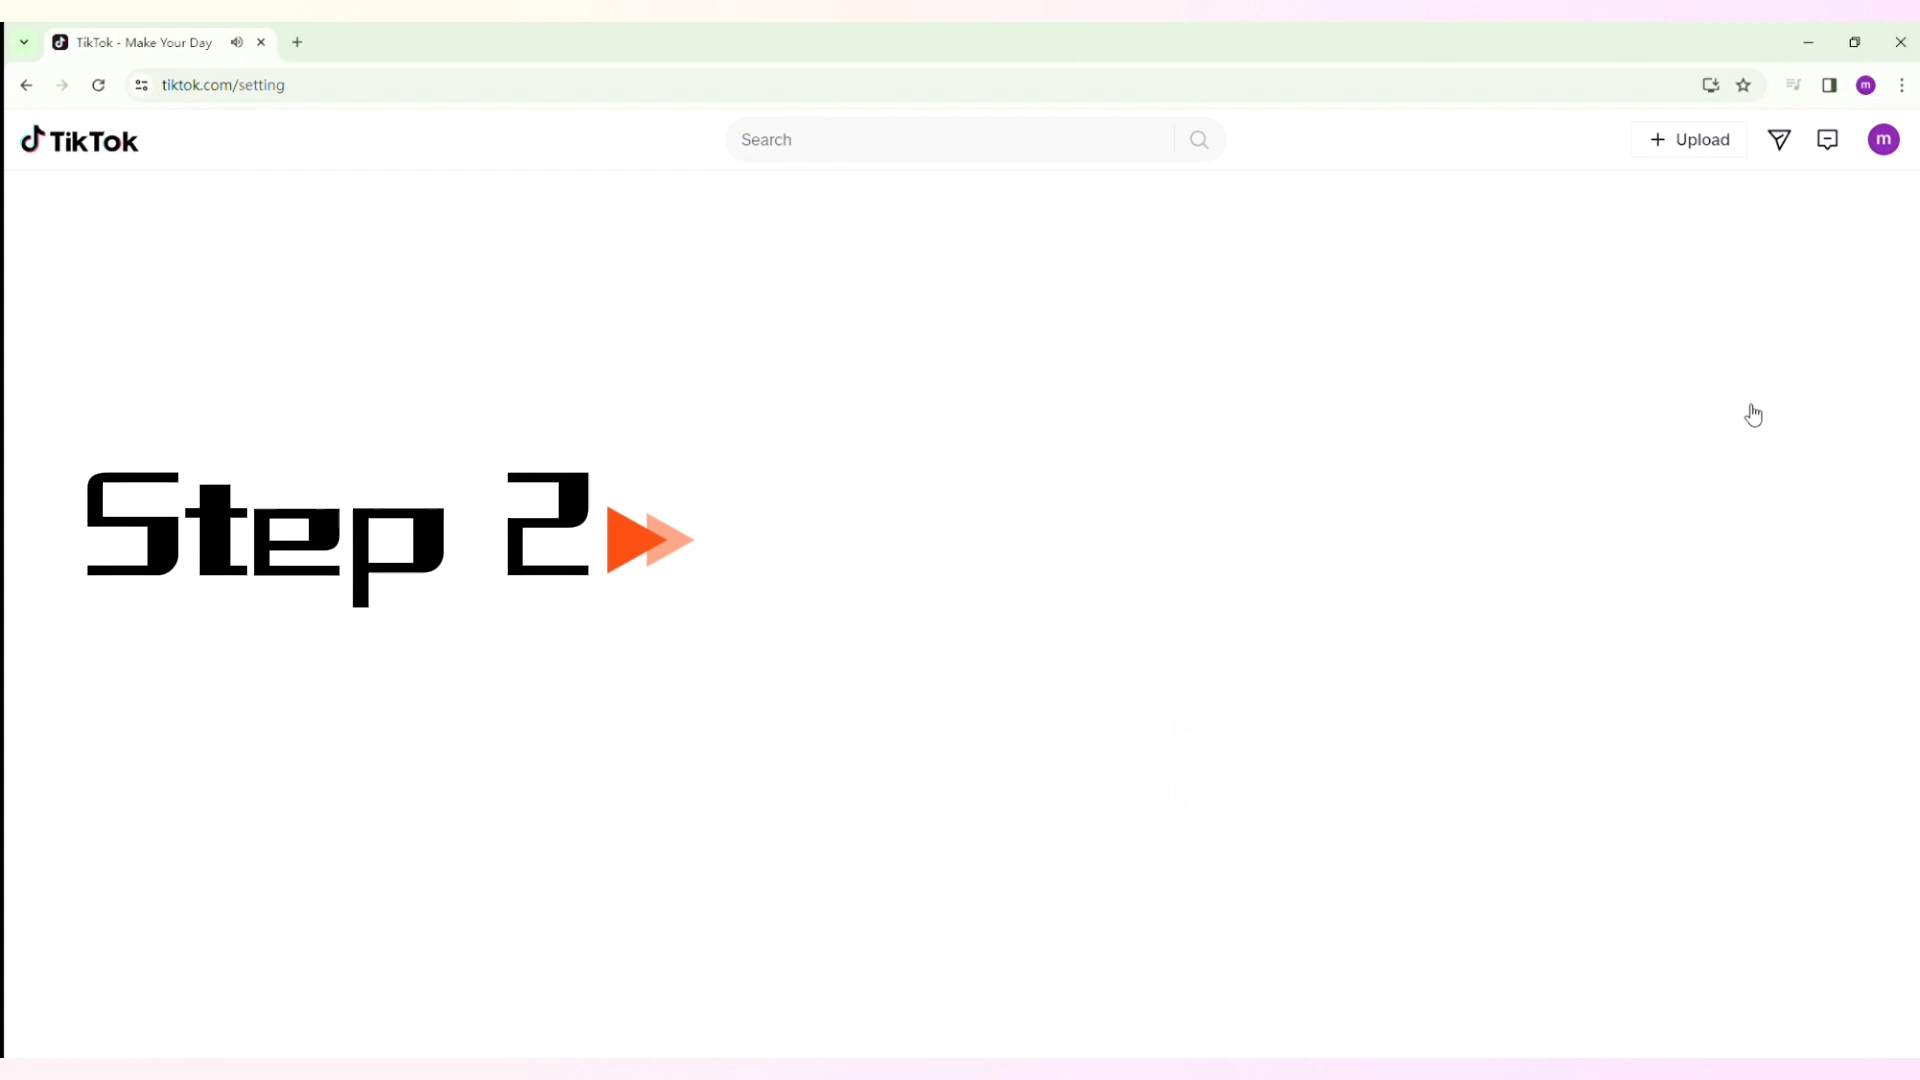 TikTok - Make Your Day
tiktok.com/setting
m
TikTok
Search
Upload
m
Step 2